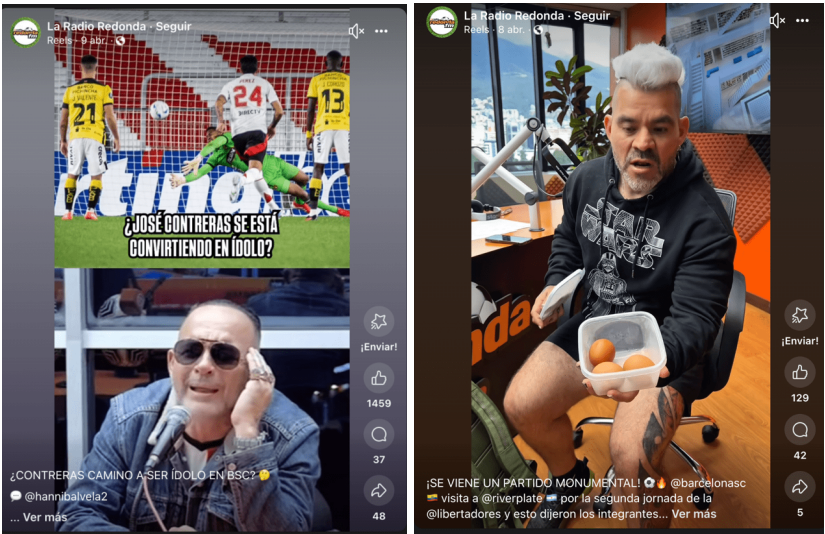 La Radio Redonda · Seguir
Reels · 9 abr. ·
21
PEREZ
24
DIRECTV
13
¿JOSÉ CONTRERAS SE ESTÁ
CONVIRTIENDO EN ÍDOLO?
¡Enviar!
1459
37
48
¿CONTRERAS CAMINO A SER ÍDOLO EN BSC? 🤔
💬 @hannibalvela2
... Ver más
La Radio Redonda · Seguir
Reels · 8 abr. ·
STAR
WARS
onda
¡Enviar!
129
42
5
¡SE VIENE UN PARTIDO MONUMENTAL! ⚽🔥 @barcelonasc
🇪🇨 visita a @riverplate 🇦🇷 por la segunda jornada de la
@libertadores y esto dijeron los integrantes... Ver más